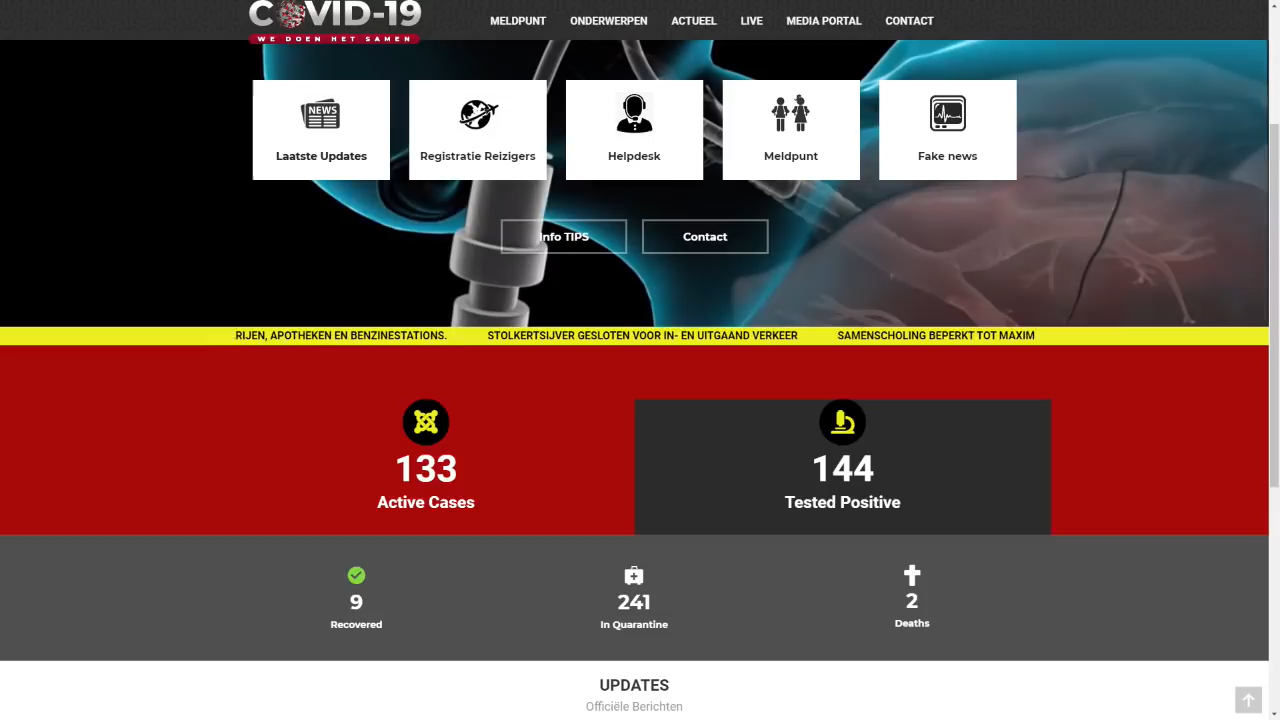 COVID-19
WE DOEN HET SAMEN
MELDPUNT ONDERWERPEN ACTUEEL LIVE MEDIA PORTAL CONTACT
NEWS
Laatste Updates
Registratie Reizigers
Helpdesk
Meldpunt
Fake news
Info TIPS
Contact
RIJEN, APOTHEKEN EN BENZINESTATIONS. STOLKERTSIJVER GESLOTEN VOOR IN- EN UITGAAND VERKEER SAMENSCHOLING BEPERKT TOT MAXIM
133
Active Cases
144
Tested Positive
9
Recovered
241
In Quarantine
2
Deaths
UPDATES
Officiële Berichten